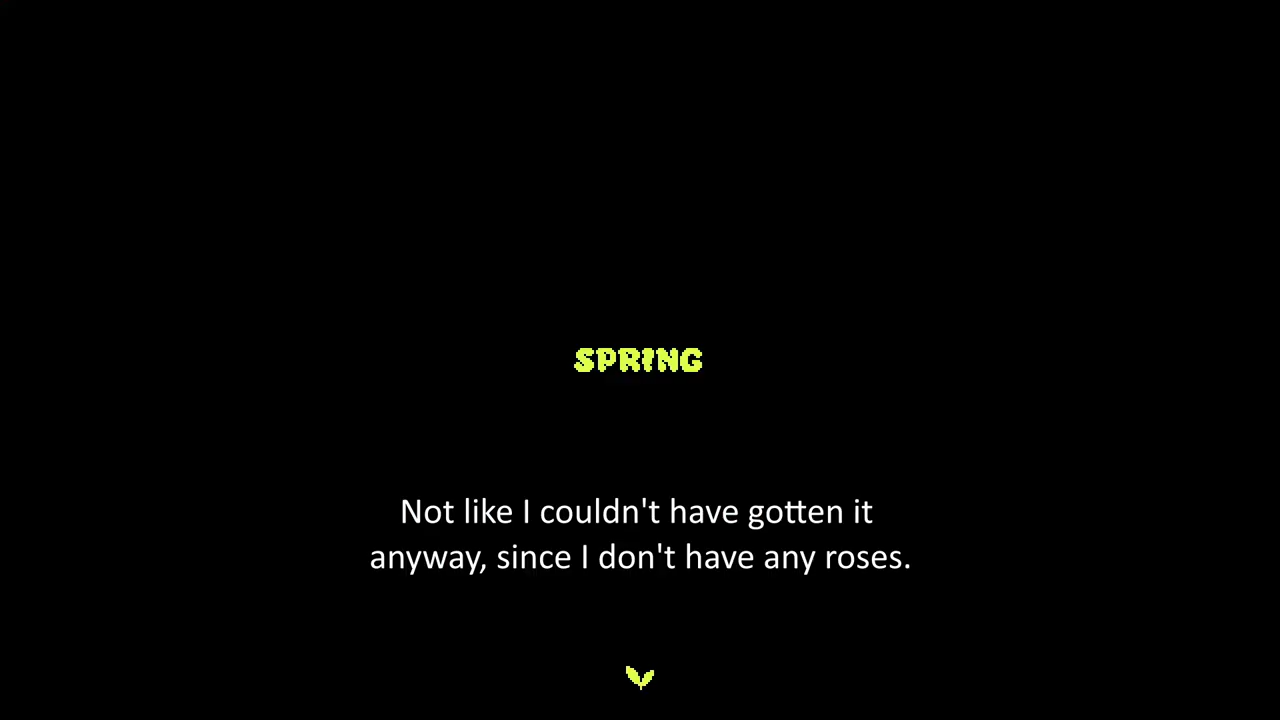 SPRING
Not like I couldn't have gotten it
anyway, since I don't have any roses.